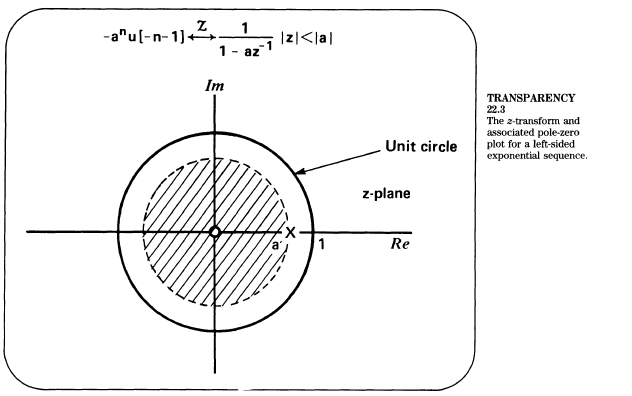 -aⁿu[-n-1] ←Z→ 1/(1 - az⁻¹) |z|<|a|
Im
Unit circle
z-plane
a X 1 Re
TRANSPARENCY
22.3
The z-transform and
associated pole-zero
plot for a left-sided
exponential sequence.